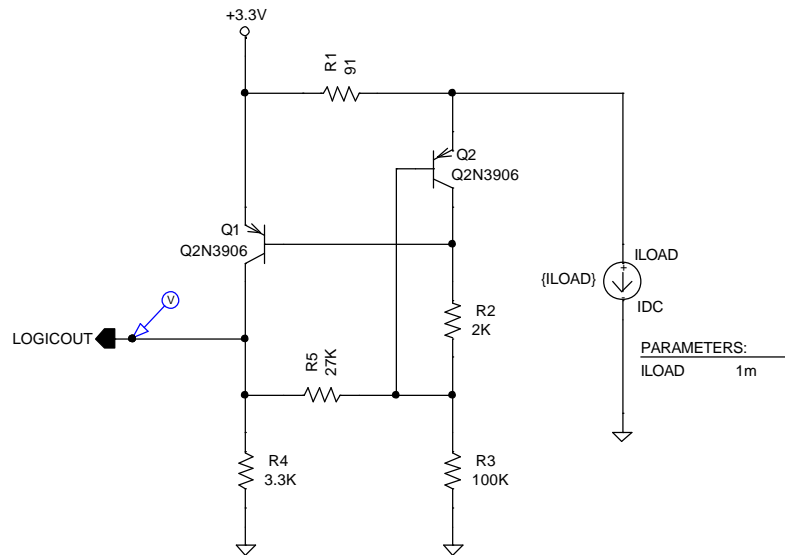 +3.3V
R1
91
Q2
Q2N3906
Q1
Q2N3906
ILOAD
{ILOAD}
+
-
IDC
V
LOGICOUT
R2
2K
R5
27K
PARAMETERS:
ILOAD 1m
R4
3.3K
R3
100K